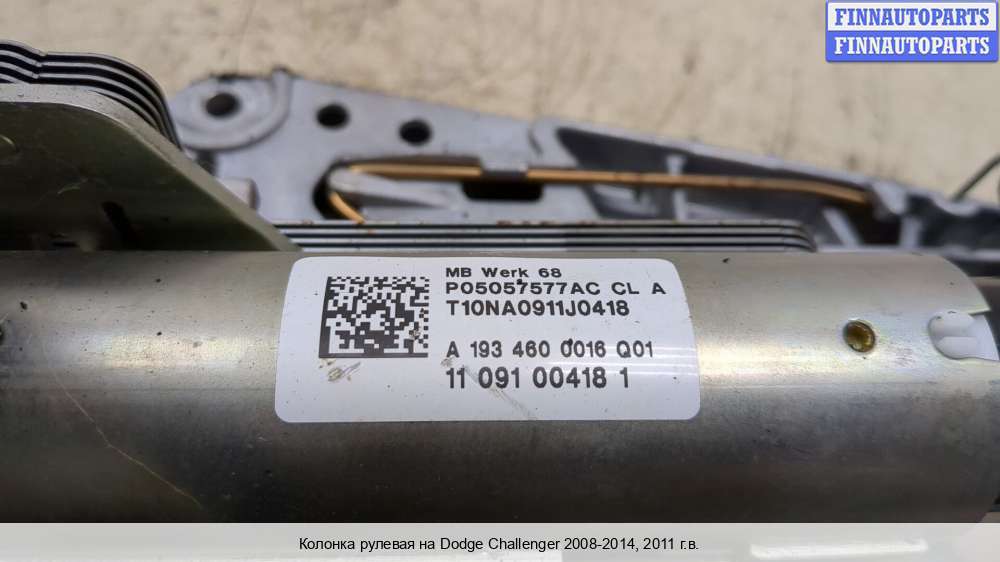 FINNAUTOPARTS
FINNAUTOPARTS
MB Werk 68
P05057577AC CL A
T10NA0911J0418
A 193 460 0016 Q01
11 091 00418 1
Колонка рулевая на Dodge Challenger 2008-2014, 2011 г.в.